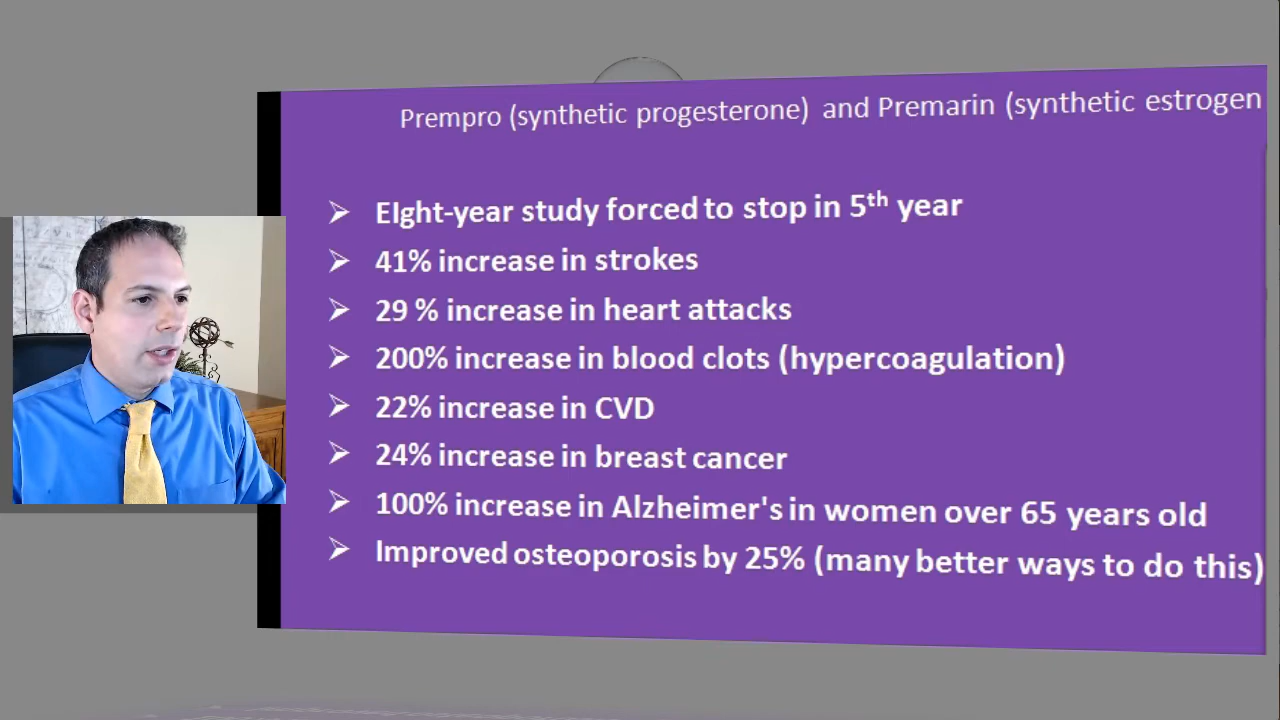 Prempro (synthetic progesterone) and Premarin (synthetic estrogen
EIght-year study forced to stop in 5th year
41% increase in strokes
29 % increase in heart attacks
200% increase in blood clots (hypercoagulation)
22% increase in CVD
24% increase in breast cancer
100% increase in Alzheimer's in women over 65 years old
Improved osteoporosis by 25% (many better ways to do this)